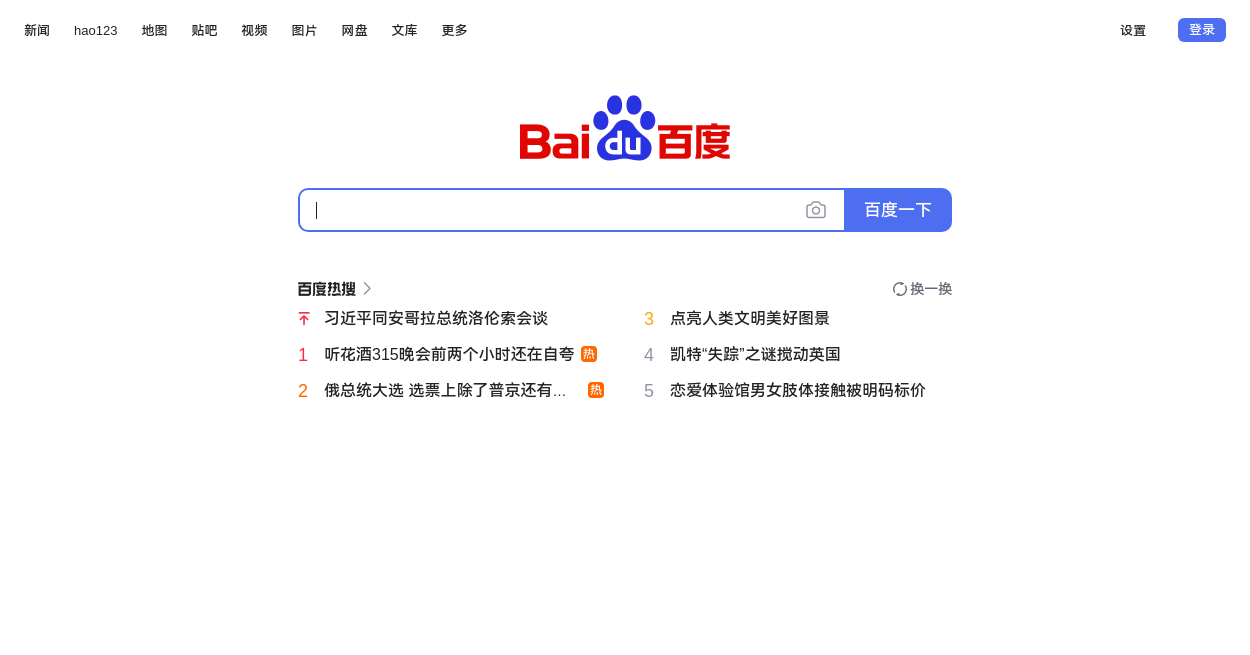 新闻 hao123 地图 贴吧 视频 图片 网盘 文库 更多 设置 登录
Bai du 百度
百度一下
百度热搜 换一换
习近平同安哥拉总统洛伦索会谈
1 听花酒315晚会前两个小时还在自夸 热
2 俄总统大选 选票上除了普京还有... 热
3 点亮人类文明美好图景
4 凯特“失踪”之谜搅动英国
5 恋爱体验馆男女肢体接触被明码标价